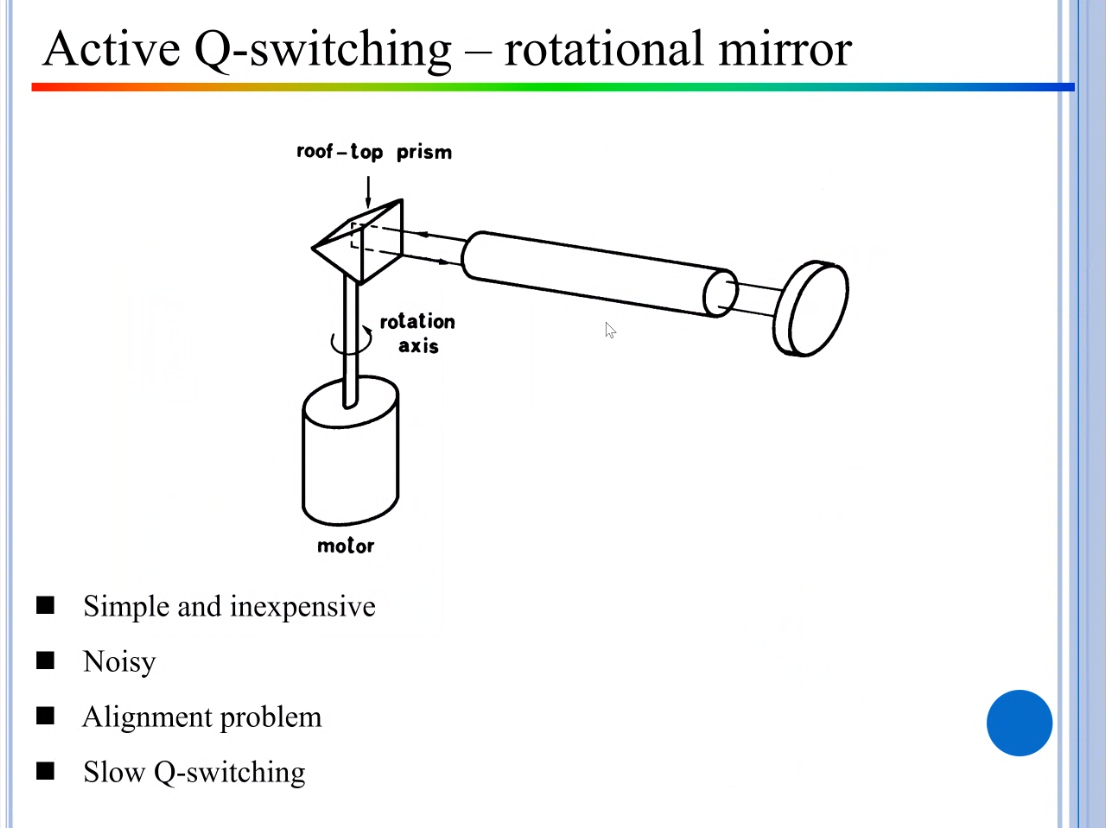 Active Q-switching – rotational mirror
roof-top prism
rotation
axis
motor
Simple and inexpensive
Noisy
Alignment problem
Slow Q-switching